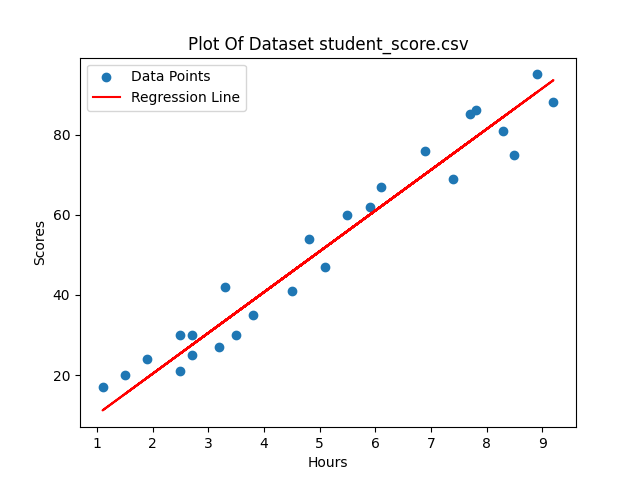 Plot Of Dataset student_score.csv
Data Points
Regression Line
80
60
40
20
Scores
1 2 3 4 5 6 7 8 9
Hours